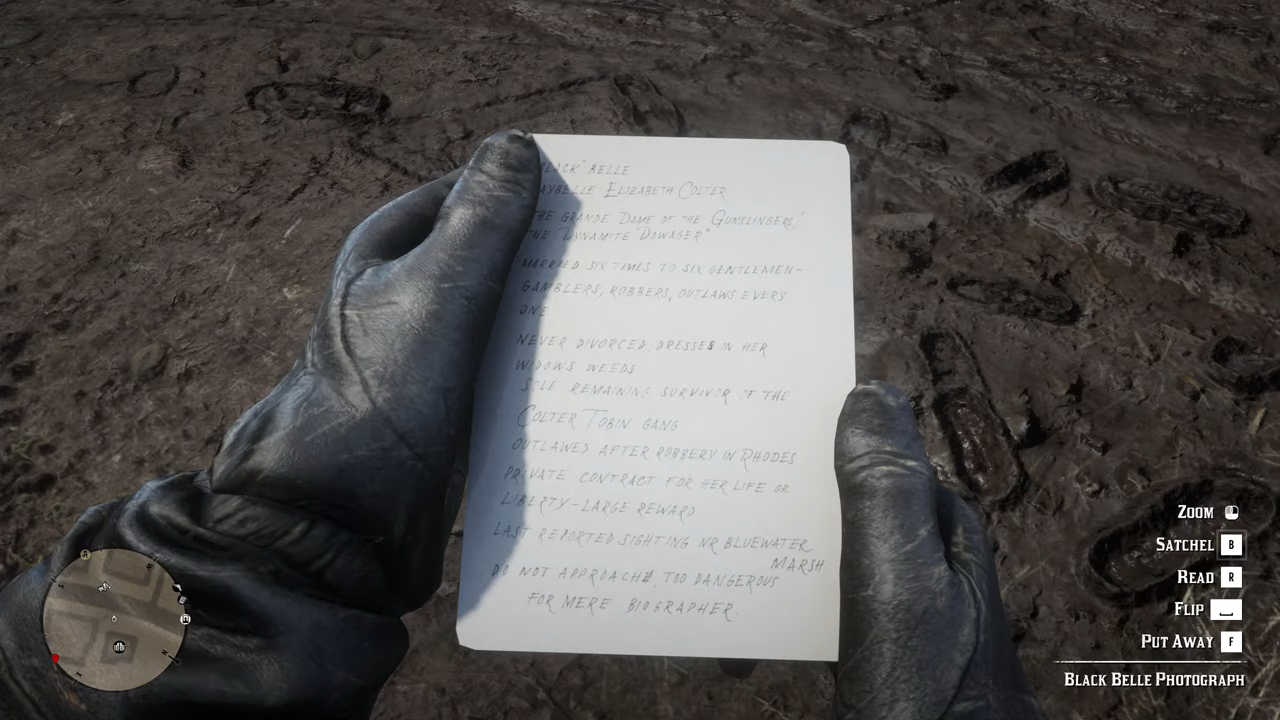 LACK" BELLE
AYBELLE ELIZABETH COLTER
THE GRANDE DAME OF THE GUNSLINGERS'
THE "DYNAMITE DOWAGER"
MARRIED SIX TIMES TO SIX GENTLEMEN-
GAMBLERS, ROBBERS, OUTLAWS EVERY
ONE
NEVER DIVORCED DRESSES IN HER
WIDOWS WEEDS
SOLE REMAINING SURVIVOR OF THE
COLTER TOBIN GANG
OUTLAWED AFTER ROBBERY IN RHODES
PRIVATE CONTRACT FOR HER LIFE OR
LIBERTY - LARGE REWARD
LAST REPORTED SIGHTING NR BLUEWATER
MARSH
DO NOT APPROACH. TOO DANGEROUS
FOR MERE BIOGRAPHER.
ZOOM
SATCHEL B
READ R
FLIP
PUT AWAY F
BLACK BELLE PHOTOGRAPH